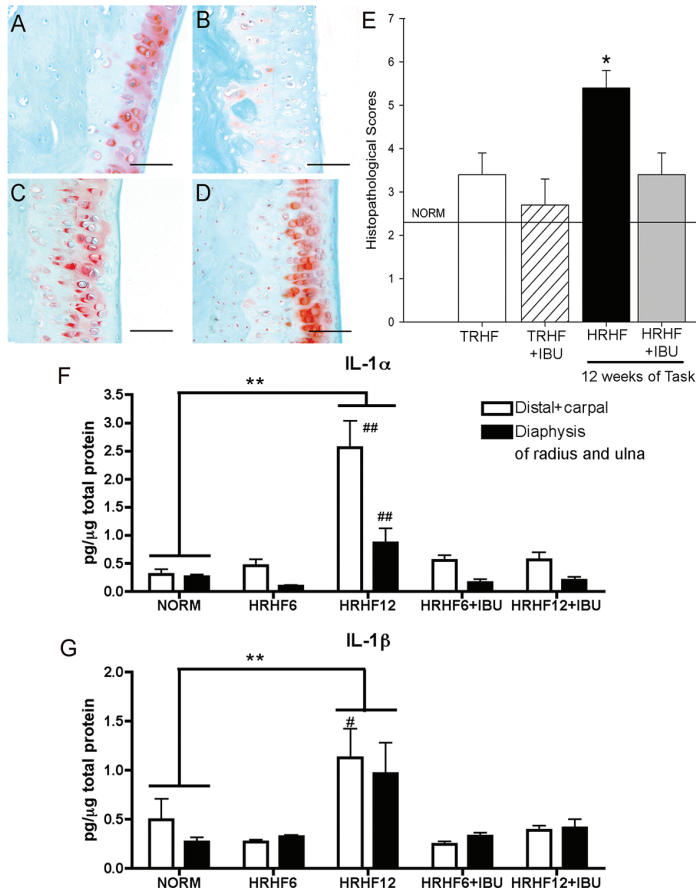 A
B
C
D
E
Histopathological Scores
7
6
5
4
3
2
1
0
NORM
*
TRHF
TRHF
+IBU
HRHF
HRHF
+IBU
12 weeks of Task
F
IL-1α
pg/μg total protein
3.5
3.0
2.5
2.0
1.5
1.0
0.5
0.0
**
##
##
Distal+carpal
Diaphysis
of radius and ulna
NORM
HRHF6
HRHF12
HRHF6+IBU
HRHF12+IBU
G
IL-1β
pg/μg total protein
2.0
1.5
1.0
0.5
0.0
**
#
NORM
HRHF6
HRHF12
HRHF6+IBU
HRHF12+IBU